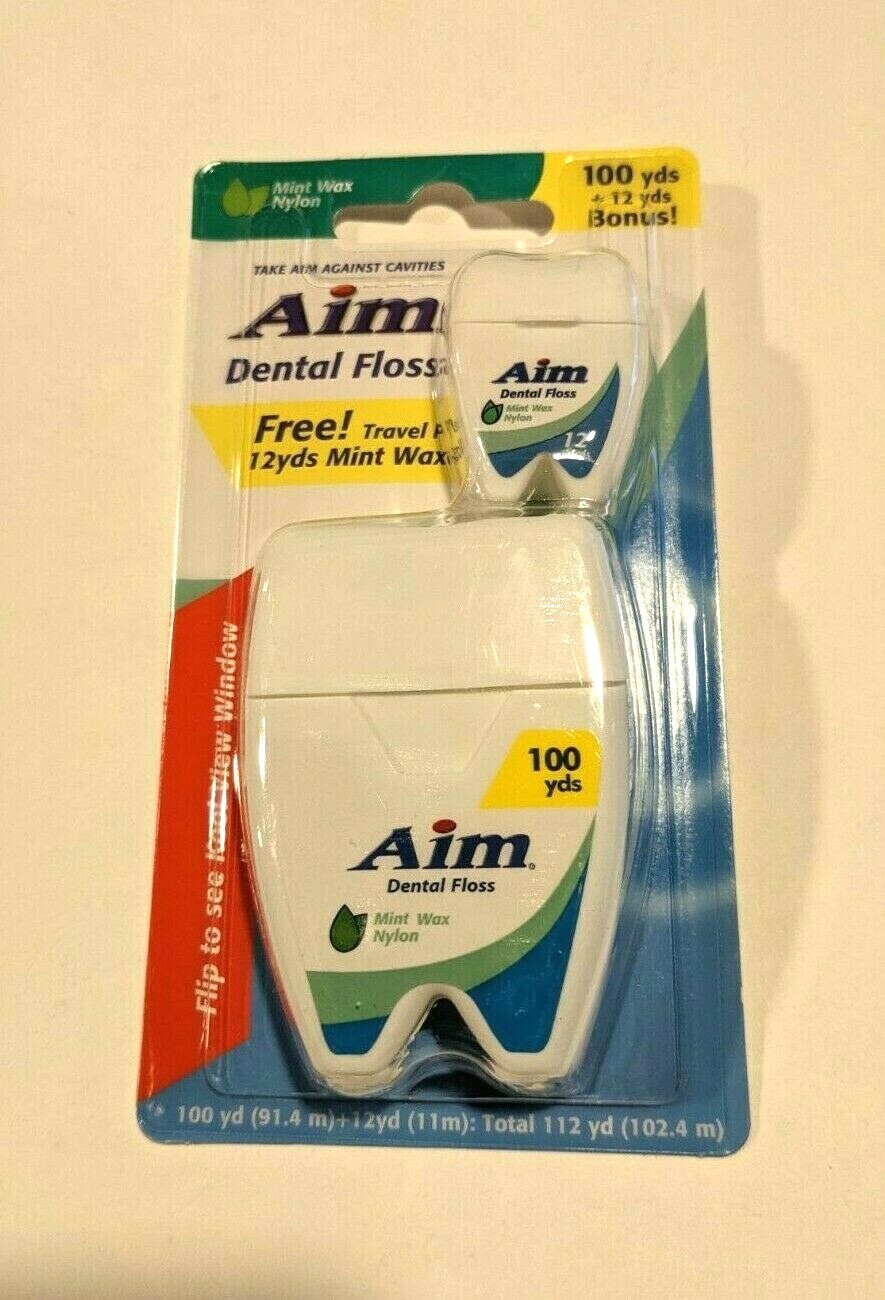 Mint Wax
Nylon
100 yds
+ 12 yds
Bonus!
TAKE AIM AGAINST CAVITIES
Aim
Dental Floss
Free! Travel
12yds Mint Wax
Aim
Dental Floss
Mint Wax
Nylon
12
Flip to see View Window
100
yds
Aim®
Dental Floss
Mint Wax
Nylon
100 yd (91.4 m)+12yd (11m): Total 112 yd (102.4 m)